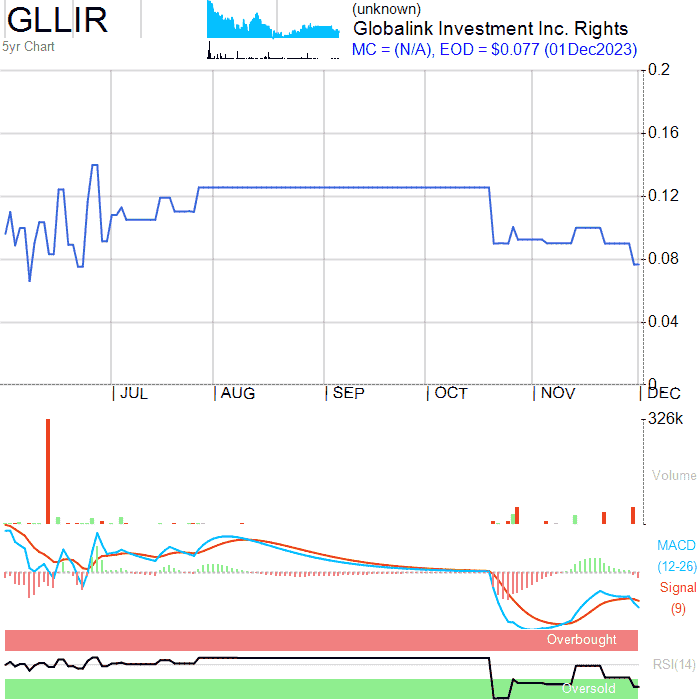 GLLIR
5yr Chart
(unknown)
Globalink Investment Inc. Rights
MC = (N/A), EOD = $0.077 (01Dec2023)
0.2
0.16
0.12
0.08
0.04
0
JUL AUG SEP OCT NOV DEC
326k
Volume
MACD
(12-26)
Signal
(9)
Overbought
RSI(14)
Oversold